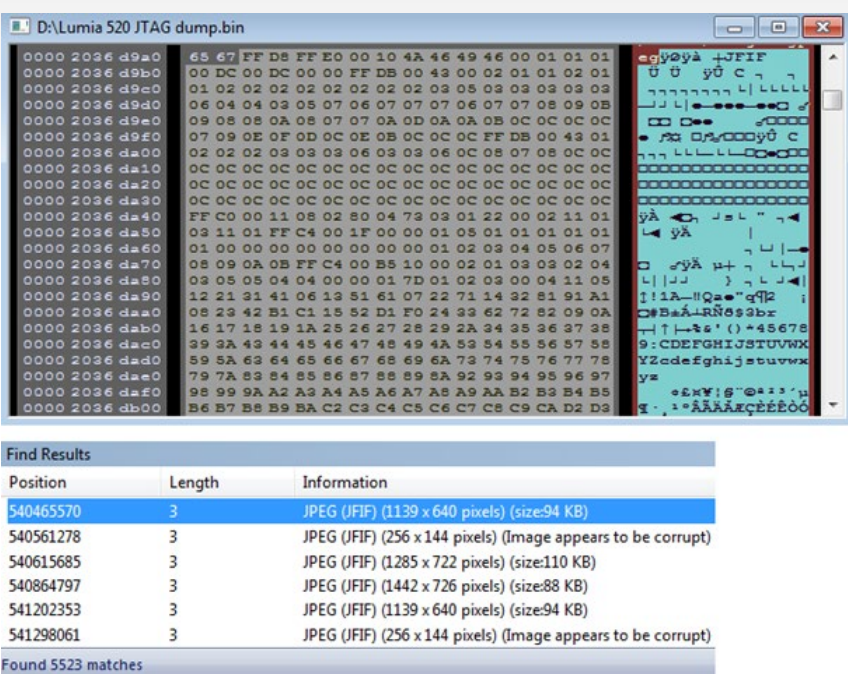 D:\Lumia 520 JTAG dump.bin
0000 2036 d9a0 65 67 FF D8 FF E0 00 10 4A 46 49 46 00 01 01 01 egÿØÿà JFIF
0000 2036 d9b0 00 DC 00 DC 00 00 FF DB 00 43 00 02 01 01 02 01 Ü Ü ÿÛ C
0000 2036 d9c0 01 02 02 02 02 02 02 02 02 03 05 03 03 03 03 03
0000 2036 d9d0 06 04 04 03 05 07 06 07 07 07 06 07 07 08 09 0B
0000 2036 d9e0 09 08 08 0A 08 07 07 0A 0D 0A 0A 0B 0C 0C 0C 0C
0000 2036 d9f0 07 09 0E 0F 0D 0C 0E 0B 0C 0C 0C FF DB 00 43 01 ÿÛ C
0000 2036 da00 02 02 02 03 03 03 06 03 03 06 0C 08 07 08 0C 0C
0000 2036 da10 0C 0C 0C 0C 0C 0C 0C 0C 0C 0C 0C 0C 0C 0C 0C 0C
0000 2036 da20 0C 0C 0C 0C 0C 0C 0C 0C 0C 0C 0C 0C 0C 0C 0C 0C
0000 2036 da30 0C 0C 0C 0C 0C 0C 0C 0C 0C 0C 0C 0C 0C 0C 0C 0C
0000 2036 da40 FF C0 00 11 08 02 80 04 73 03 01 22 00 02 11 01 ÿÀ s "
0000 2036 da50 03 11 01 FF C4 00 1F 00 00 01 05 01 01 01 01 01 ÿÄ
0000 2036 da60 01 00 00 00 00 00 00 00 00 01 02 03 04 05 06 07
0000 2036 da70 08 09 0A 0B FF C4 00 B5 10 00 02 01 03 03 02 04 ÿÄ µ
0000 2036 da80 03 05 05 04 04 00 00 01 7D 01 02 03 00 04 11 05 }
0000 2036 da90 12 21 31 41 06 13 51 61 07 22 71 14 32 81 91 A1 !1A Qa "q 2 ¡
0000 2036 daa0 08 23 42 B1 C1 15 52 D1 F0 24 33 62 72 82 09 0A #B±Á RÑð$3br
0000 2036 dab0 16 17 18 19 1A 25 26 27 28 29 2A 34 35 36 37 38 %&'()*45678
0000 2036 dac0 39 3A 43 44 45 46 47 48 49 4A 53 54 55 56 57 58 9:CDEFGHIJSTUVWX
0000 2036 dad0 59 5A 63 64 65 66 67 68 69 6A 73 74 75 76 77 78 YZcdefghijstuvwx
0000 2036 dae0 79 7A 83 84 85 86 87 88 89 8A 92 93 94 95 96 97 yz
0000 2036 daf0 98 99 9A A2 A3 A4 A5 A6 A7 A8 A9 AA B2 B3 B4 B5 ¢£¤¥¦§¨©ª²³´µ
0000 2036 db00 B6 B7 B8 B9 BA C2 C3 C4 C5 C6 C7 C8 C9 CA D2 D3 ¶·¸¹ºÂÃÄÅÆÇÈÉÊÒÓ
Find Results
Position Length Information
540465570 3 JPEG (JFIF) (1139 x 640 pixels) (size:94 KB)
540561278 3 JPEG (JFIF) (256 x 144 pixels) (Image appears to be corrupt)
540615685 3 JPEG (JFIF) (1285 x 722 pixels) (size:110 KB)
540864797 3 JPEG (JFIF) (1442 x 726 pixels) (size:88 KB)
541202353 3 JPEG (JFIF) (1139 x 640 pixels) (size:94 KB)
541298061 3 JPEG (JFIF) (256 x 144 pixels) (Image appears to be corrupt)
Found 5523 matches